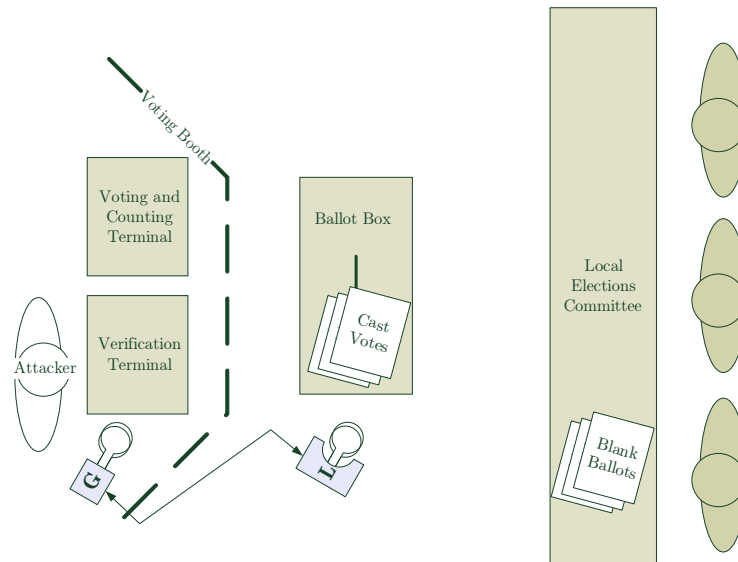 Voting Booth
Voting and
Counting
Terminal
Ballot Box
Local
Elections
Committee
Cast
Votes
Verification
Terminal
Attacker
Blank
Ballots
G
L